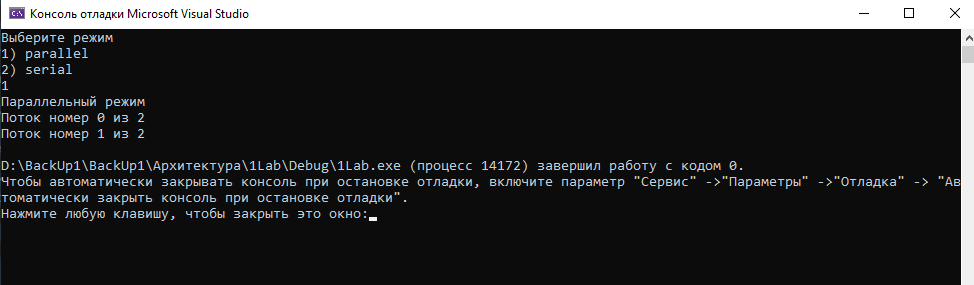 Консоль отладки Microsoft Visual Studio
Выберите режим
1) parallel
2) serial
1
Параллельный режим
Поток номер 0 из 2
Поток номер 1 из 2
D:\BackUp1\BackUp1\Архитектура\1Lab\Debug\1Lab.exe (процесс 14172) завершил работу с кодом 0.
Чтобы автоматически закрывать консоль при остановке отладки, включите параметр "Сервис" ->"Параметры" ->"Отладка" -> "Ав
томатически закрыть консоль при остановке отладки".
Нажмите любую клавишу, чтобы закрыть это окно: